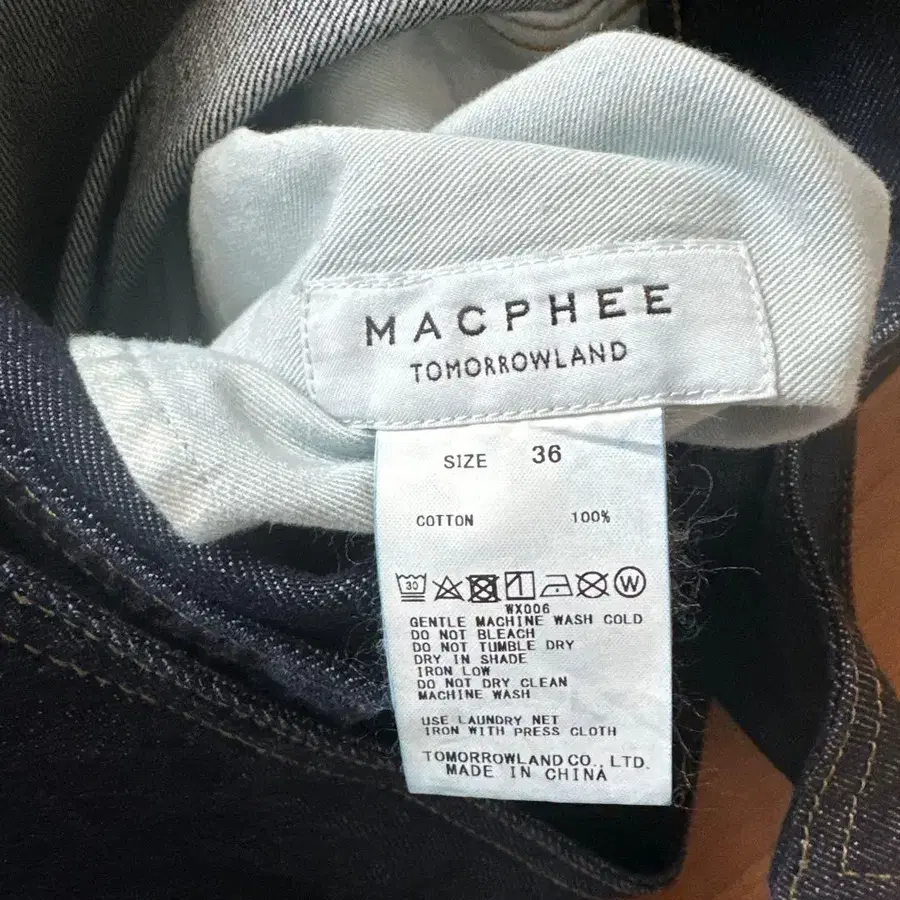 MACPHEE
TOMORROWLAND
SIZE 36
COTTON 100%
30 1 W
WX006
GENTLE MACHINE WASH COLD
DO NOT BLEACH
DO NOT TUMBLE DRY
DRY IN SHADE
IRON LOW
DO NOT DRY CLEAN
MACHINE WASH
USE LAUNDRY NET
IRON WITH PRESS CLOTH
TOMORROWLAND CO., LTD.
MADE IN CHINA